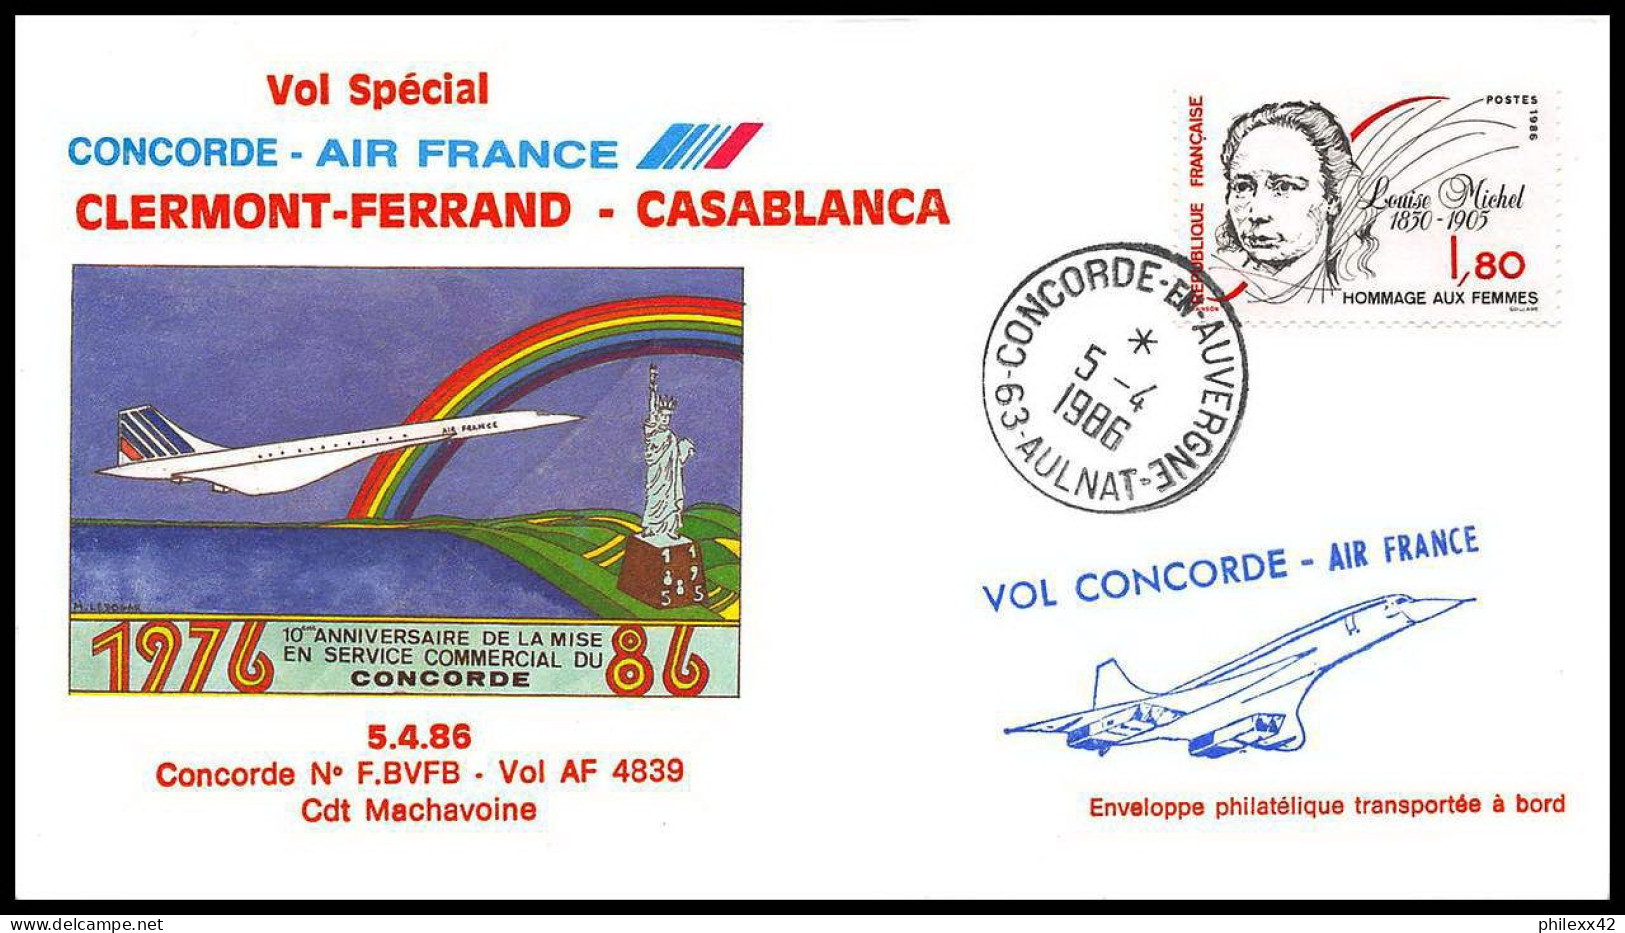 Vol Spécial
CONCORDE - AIR FRANCE
CLERMONT-FERRAND - CASABLANCA
AIR FRANCE
1885
1985
1976
10ème ANNIVERSAIRE DE LA MISE
EN SERVICE COMMERCIAL DU
CONCORDE
86
5.4.86
Concorde N° F.BVFB - Vol AF 4839
Cdt Machavoine
RÉPUBLIQUE FRANÇAISE
POSTES 1986
Louise Michel
1830-1905
1,80
HOMMAGE AUX FEMMES
63-CONCORDE-EN-AUVERGNE-AULNAT
*
5-4
1986
VOL CONCORDE - AIR FRANCE
Enveloppe philatélique transportée à bord
philexx42